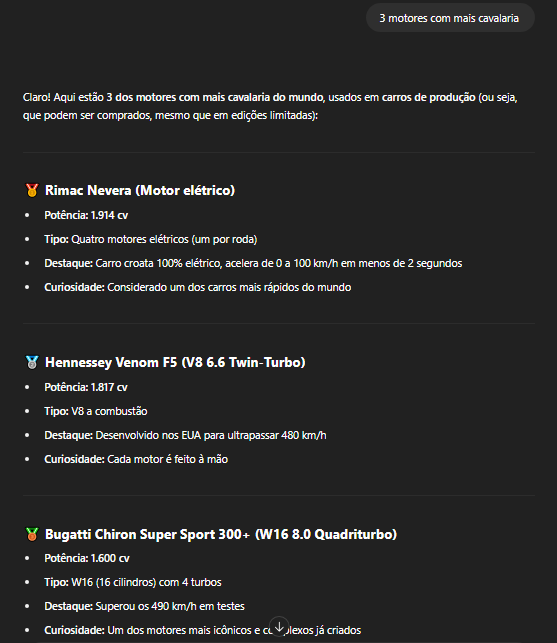 3 motores com mais cavalaria
Claro! Aqui estão 3 dos motores com mais cavalaria do mundo, usados em carros de produção (ou seja,
que podem ser comprados, mesmo que em edições limitadas):
Rimac Nevera (Motor elétrico)
• Potência: 1.914 cv
• Tipo: Quatro motores elétricos (um por roda)
• Destaque: Carro croata 100% elétrico, acelera de 0 a 100 km/h em menos de 2 segundos
• Curiosidade: Considerado um dos carros mais rápidos do mundo
Hennessey Venom F5 (V8 6.6 Twin-Turbo)
• Potência: 1.817 cv
• Tipo: V8 a combustão
• Destaque: Desenvolvido nos EUA para ultrapassar 480 km/h
• Curiosidade: Cada motor é feito à mão
Bugatti Chiron Super Sport 300+ (W16 8.0 Quadriturbo)
• Potência: 1.600 cv
• Tipo: W16 (16 cilindros) com 4 turbos
• Destaque: Superou os 490 km/h em testes
• Curiosidade: Um dos motores mais icônicos e já criados